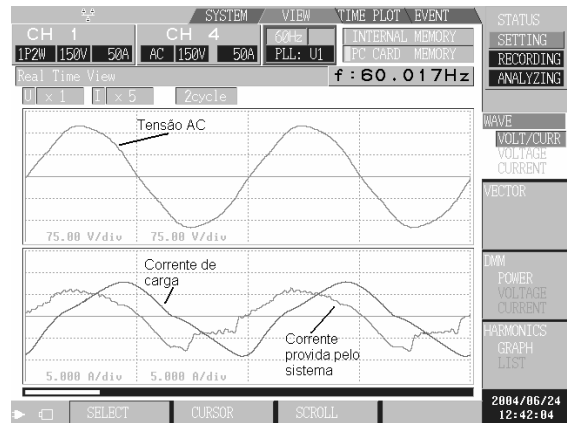 SYSTEM VIEW TIME PLOT EVENT
STATUS
CH 1 CH 4 60Hz INTERNAL MEMORY
SETTING
1P2W 150V 50A AC 150V 50A PLL: U1 PC CARD MEMORY
RECORDING
Real Time View f:60.017Hz
ANALYZING
U × 1 I × 5 2cycle
WAVE
Tensão AC
VOLT/CURR
VOLTAGE
CURRENT
VECTOR
75.00 V/div 75.00 V/div
Corrente de
carga
DMM
POWER
VOLTAGE
CURRENT
Corrente
provida pelo
sistema
HARMONICS
GRAPH
LIST
5.000 A/div 5.000 A/div
2004/06/24
SELECT CURSOR SCROLL
12:42:04